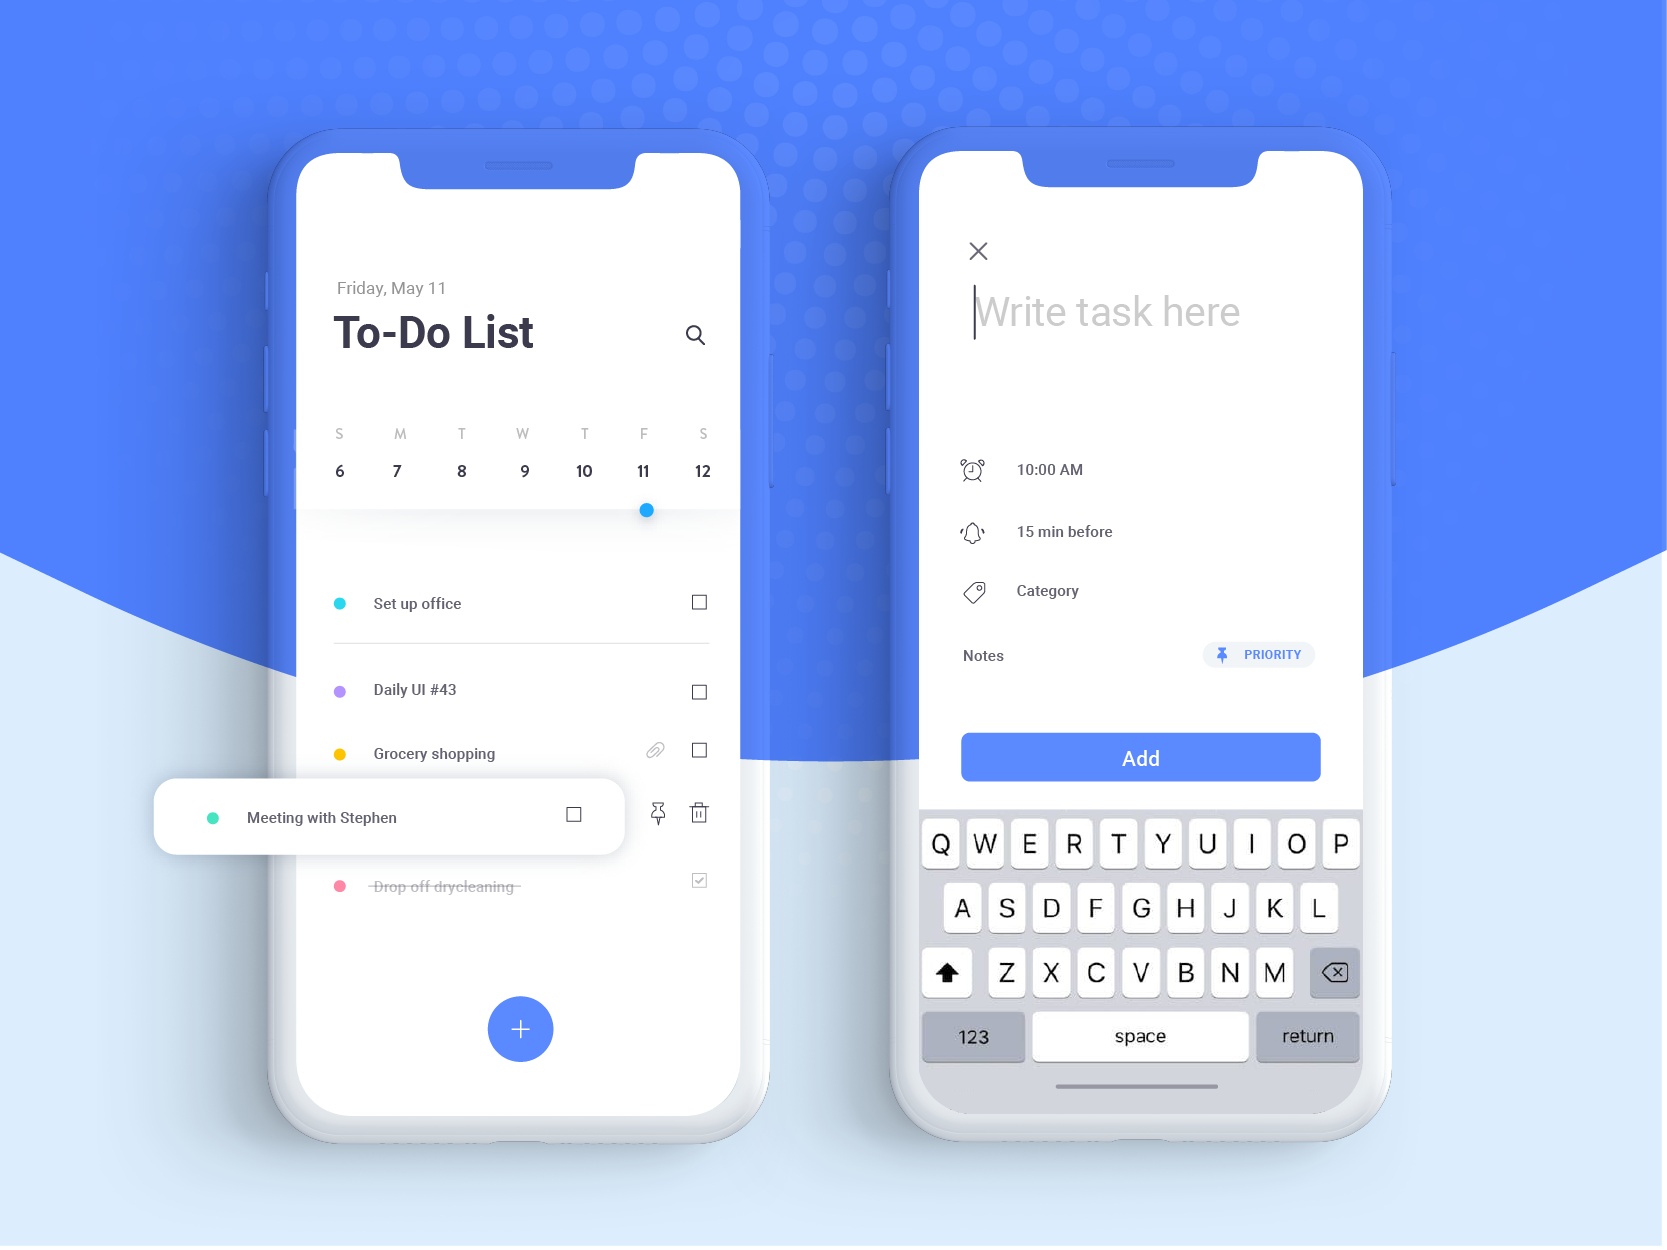 Friday, May 11
To-Do List
S M T W T F S
6 7 8 9 10 11 12
Set up office
Daily UI #43
Grocery shopping
Meeting with Stephen
Drop off drycleaning
Write task here
10:00 AM
15 min before
Category
Notes
PRIORITY
Add
Q W E R T Y U I O P
A S D F G H J K L
Z X C V B N M
123 space return